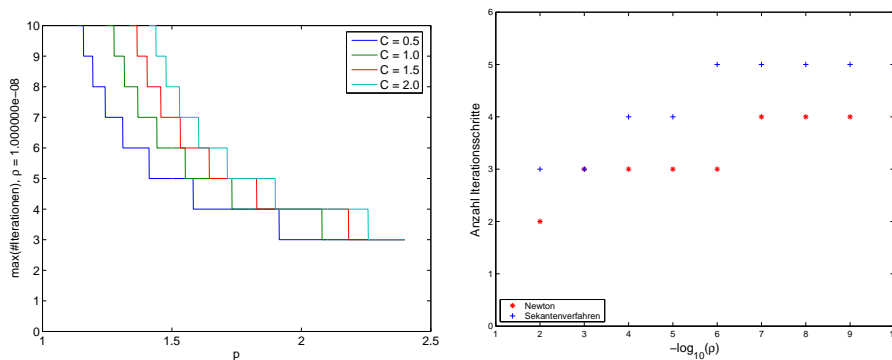 10
9
8
7
6
5
4
3
2
1
0
max(#Iterationen), ρ = 1.000000e−08
C = 0.5
C = 1.0
C = 1.5
C = 2.0
1 1.5 2 2.5
p
6
5
4
3
2
1
0
Anzahl Iterationsschritte
Newton
Sekantenverfahren
1 2 3 4 5 6 7 8 9 1
−log10(ρ)